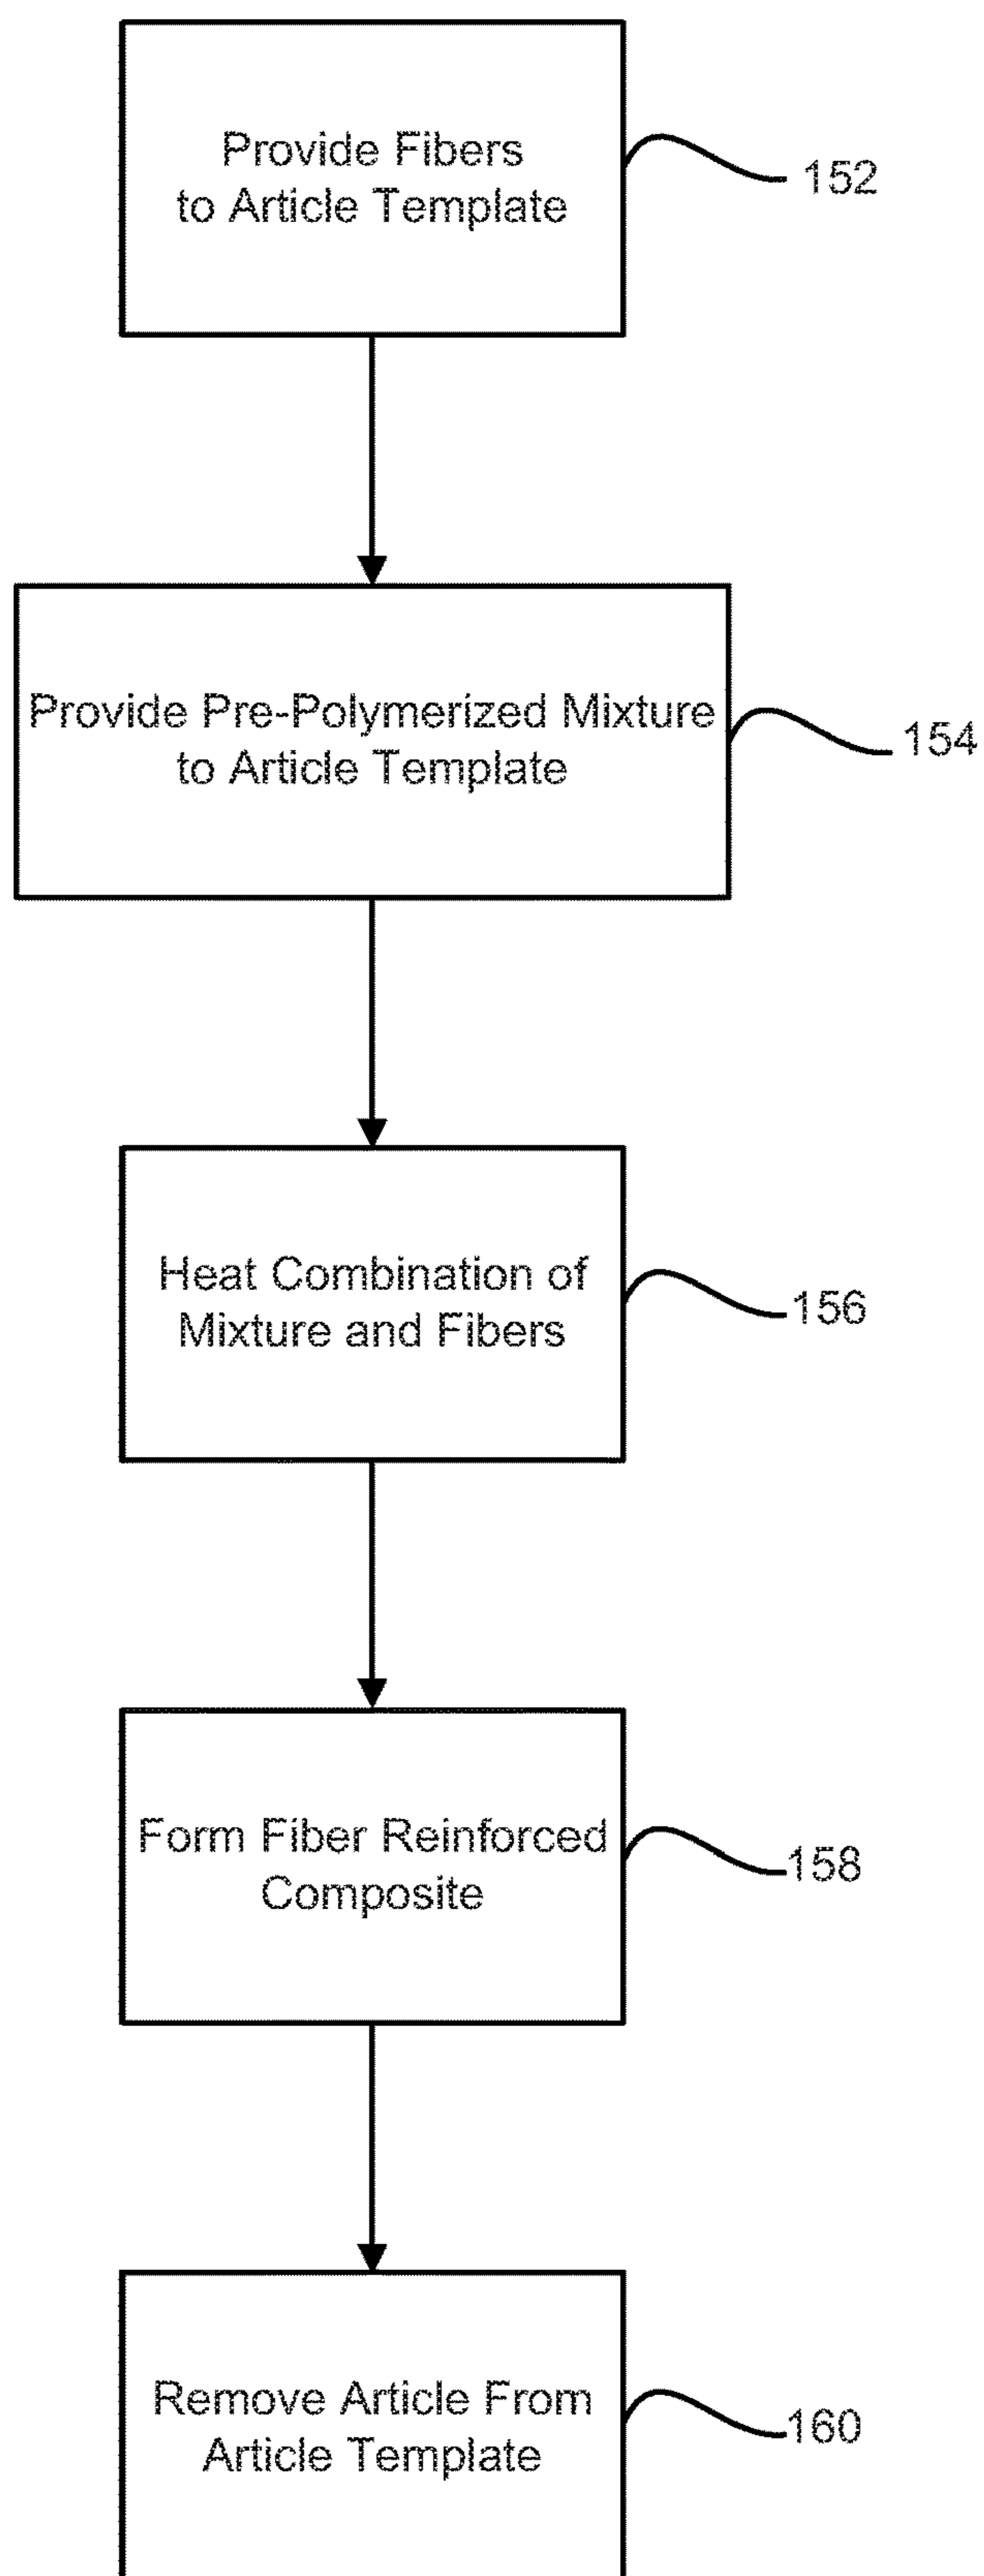 Provide Fibers
to Article Template
152
Provide Pre-Polymerized Mixture
to Article Template
154
Heat Combination of
Mixture and Fibers
156
Form Fiber Reinforced
Composite
158
Remove Article From
Article Template
160